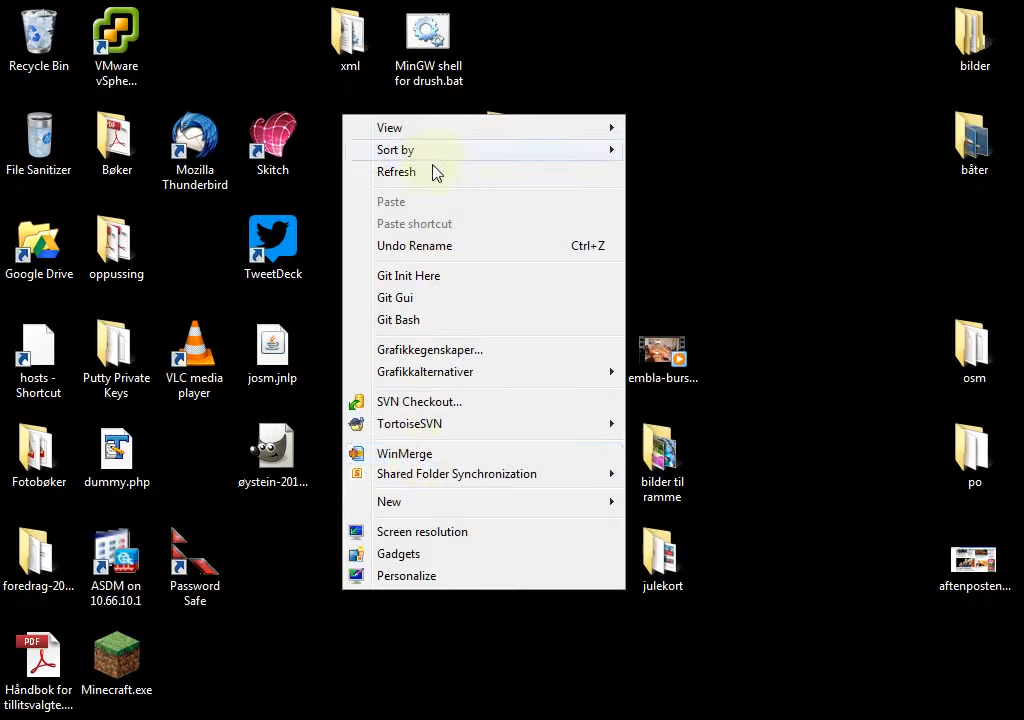 Recycle Bin
VMware
vSphe...
xml
MinGW shell
for drush.bat
bilder
File Sanitizer
Bøker
Mozilla
Thunderbird
Skitch
båter
Google Drive
oppussing
TweetDeck
hosts -
Shortcut
Putty Private
Keys
VLC media
player
josm.jnlp
embla-burs...
osm
Fotobøker
dummy.php
øystein-201...
bilder til
ramme
po
foredrag-20...
ASDM on
10.66.10.1
Password
Safe
julekort
aftenposten...
PDF
Håndbok for
tillitsvalgte....
Minecraft.exe
View
Sort by
Refresh
Paste
Paste shortcut
Undo Rename Ctrl+Z
Git Init Here
Git Gui
Git Bash
Grafikkegenskaper...
Grafikkalternativer
SVN Checkout...
TortoiseSVN
WinMerge
Shared Folder Synchronization
New
Screen resolution
Gadgets
Personalize